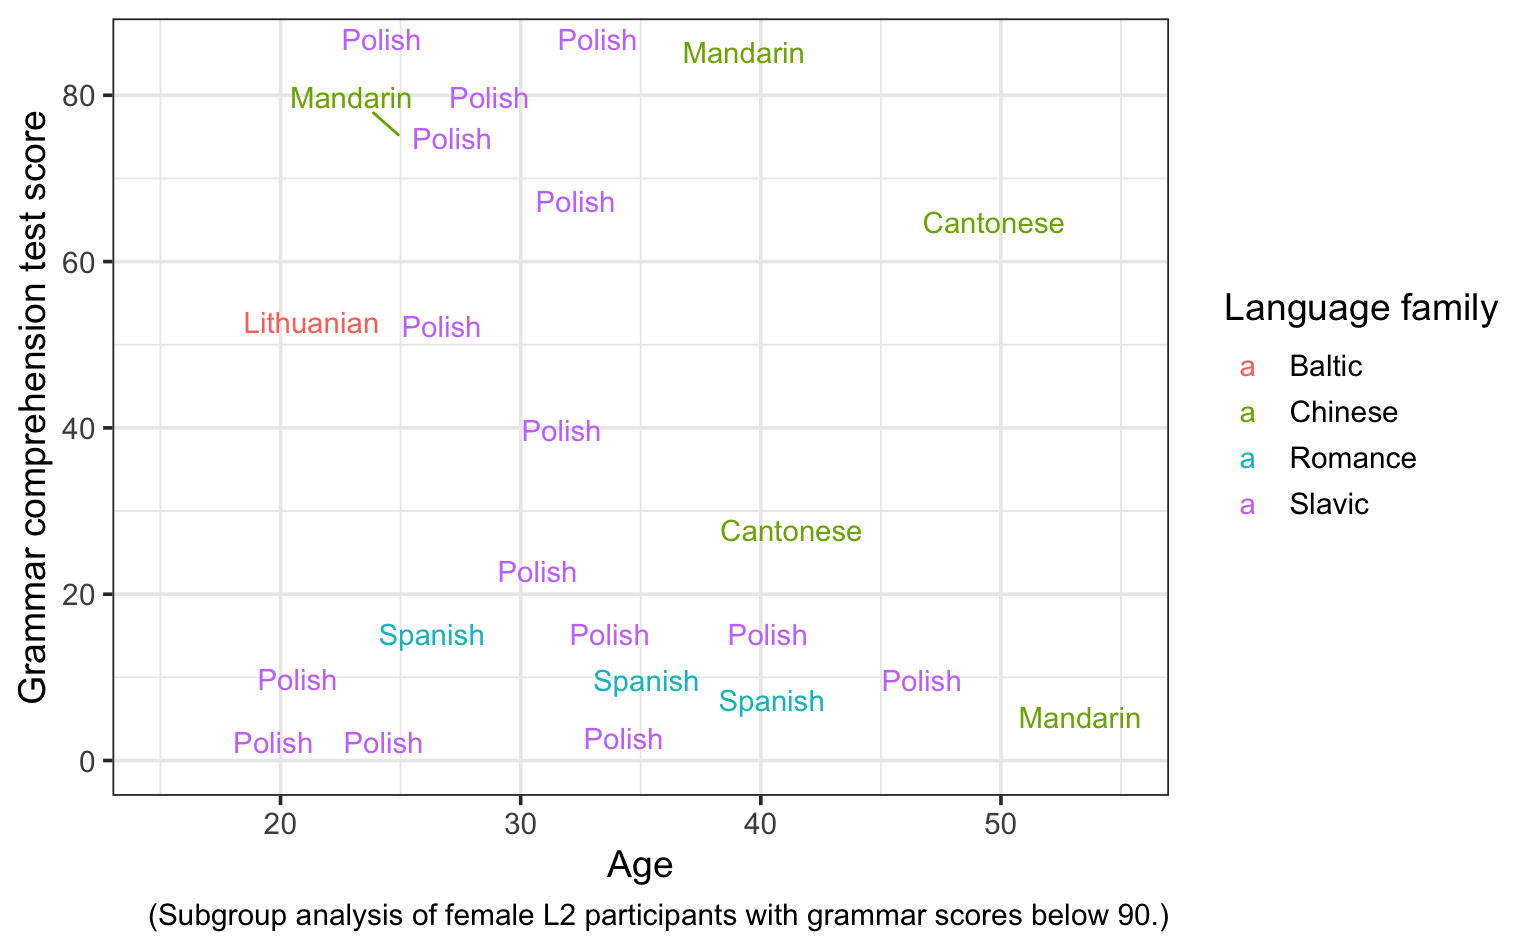 Polish
Polish
Mandarin
Mandarin
Polish
Polish
Polish
Cantonese
Lithuanian
Polish
Polish
Cantonese
Polish
Spanish
Polish
Polish
Polish
Spanish
Polish
Spanish
Mandarin
Polish
Polish
Polish
80
60
40
20
0
Grammar comprehension test score
20
30
40
50
Age
(Subgroup analysis of female L2 participants with grammar scores below 90.)
Language family
a Baltic
a Chinese
a Romance
a Slavic